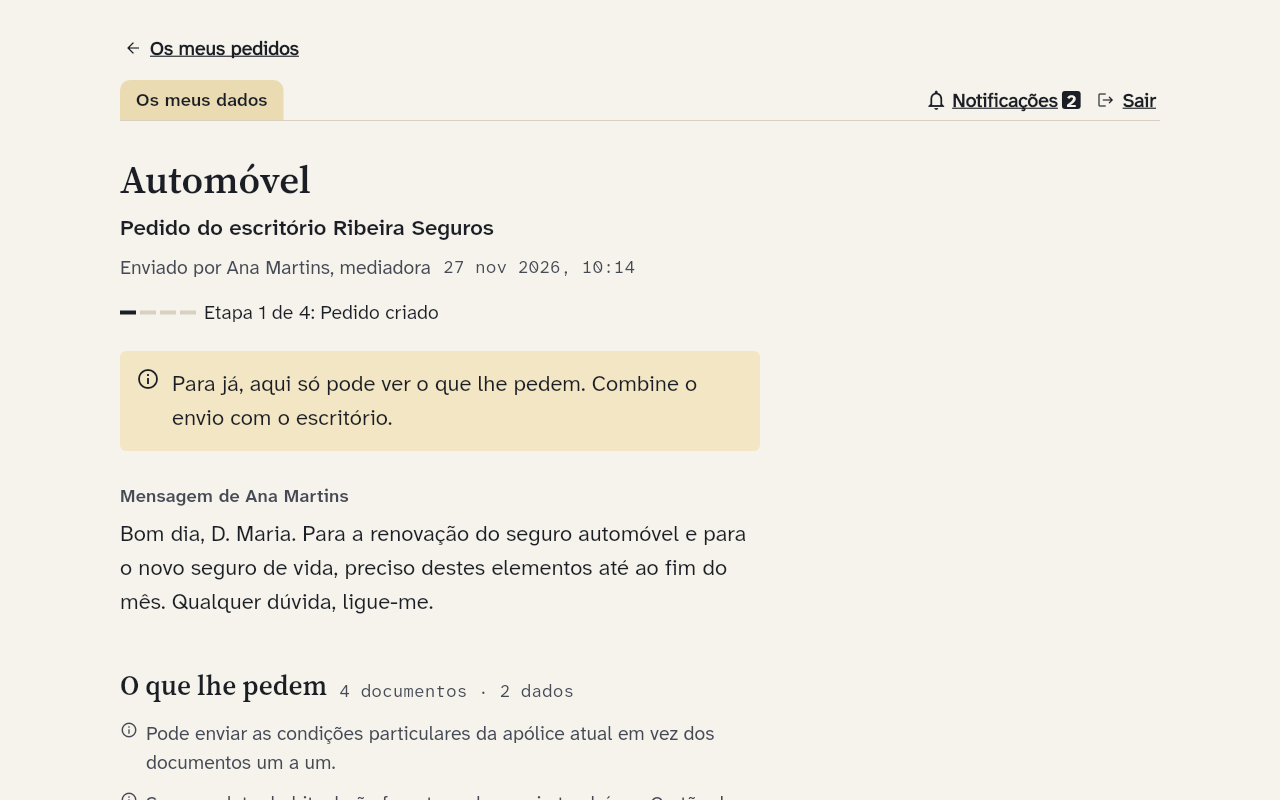 Os meus pedidos
Os meus dados
Notificações 2 Sair
Automóvel
Pedido do escritório Ribeira Seguros
Enviado por Ana Martins, mediadora 27 nov 2026, 10:14
Etapa 1 de 4: Pedido criado
Para já, aqui só pode ver o que lhe pedem. Combine o
envio com o escritório.
Mensagem de Ana Martins
Bom dia, D. Maria. Para a renovação do seguro automóvel e para
o novo seguro de vida, preciso destes elementos até ao fim do
mês. Qualquer dúvida, ligue-me.
O que lhe pedem 4 documentos · 2 dados
Pode enviar as condições particulares da apólice atual em vez dos
documentos um a um.